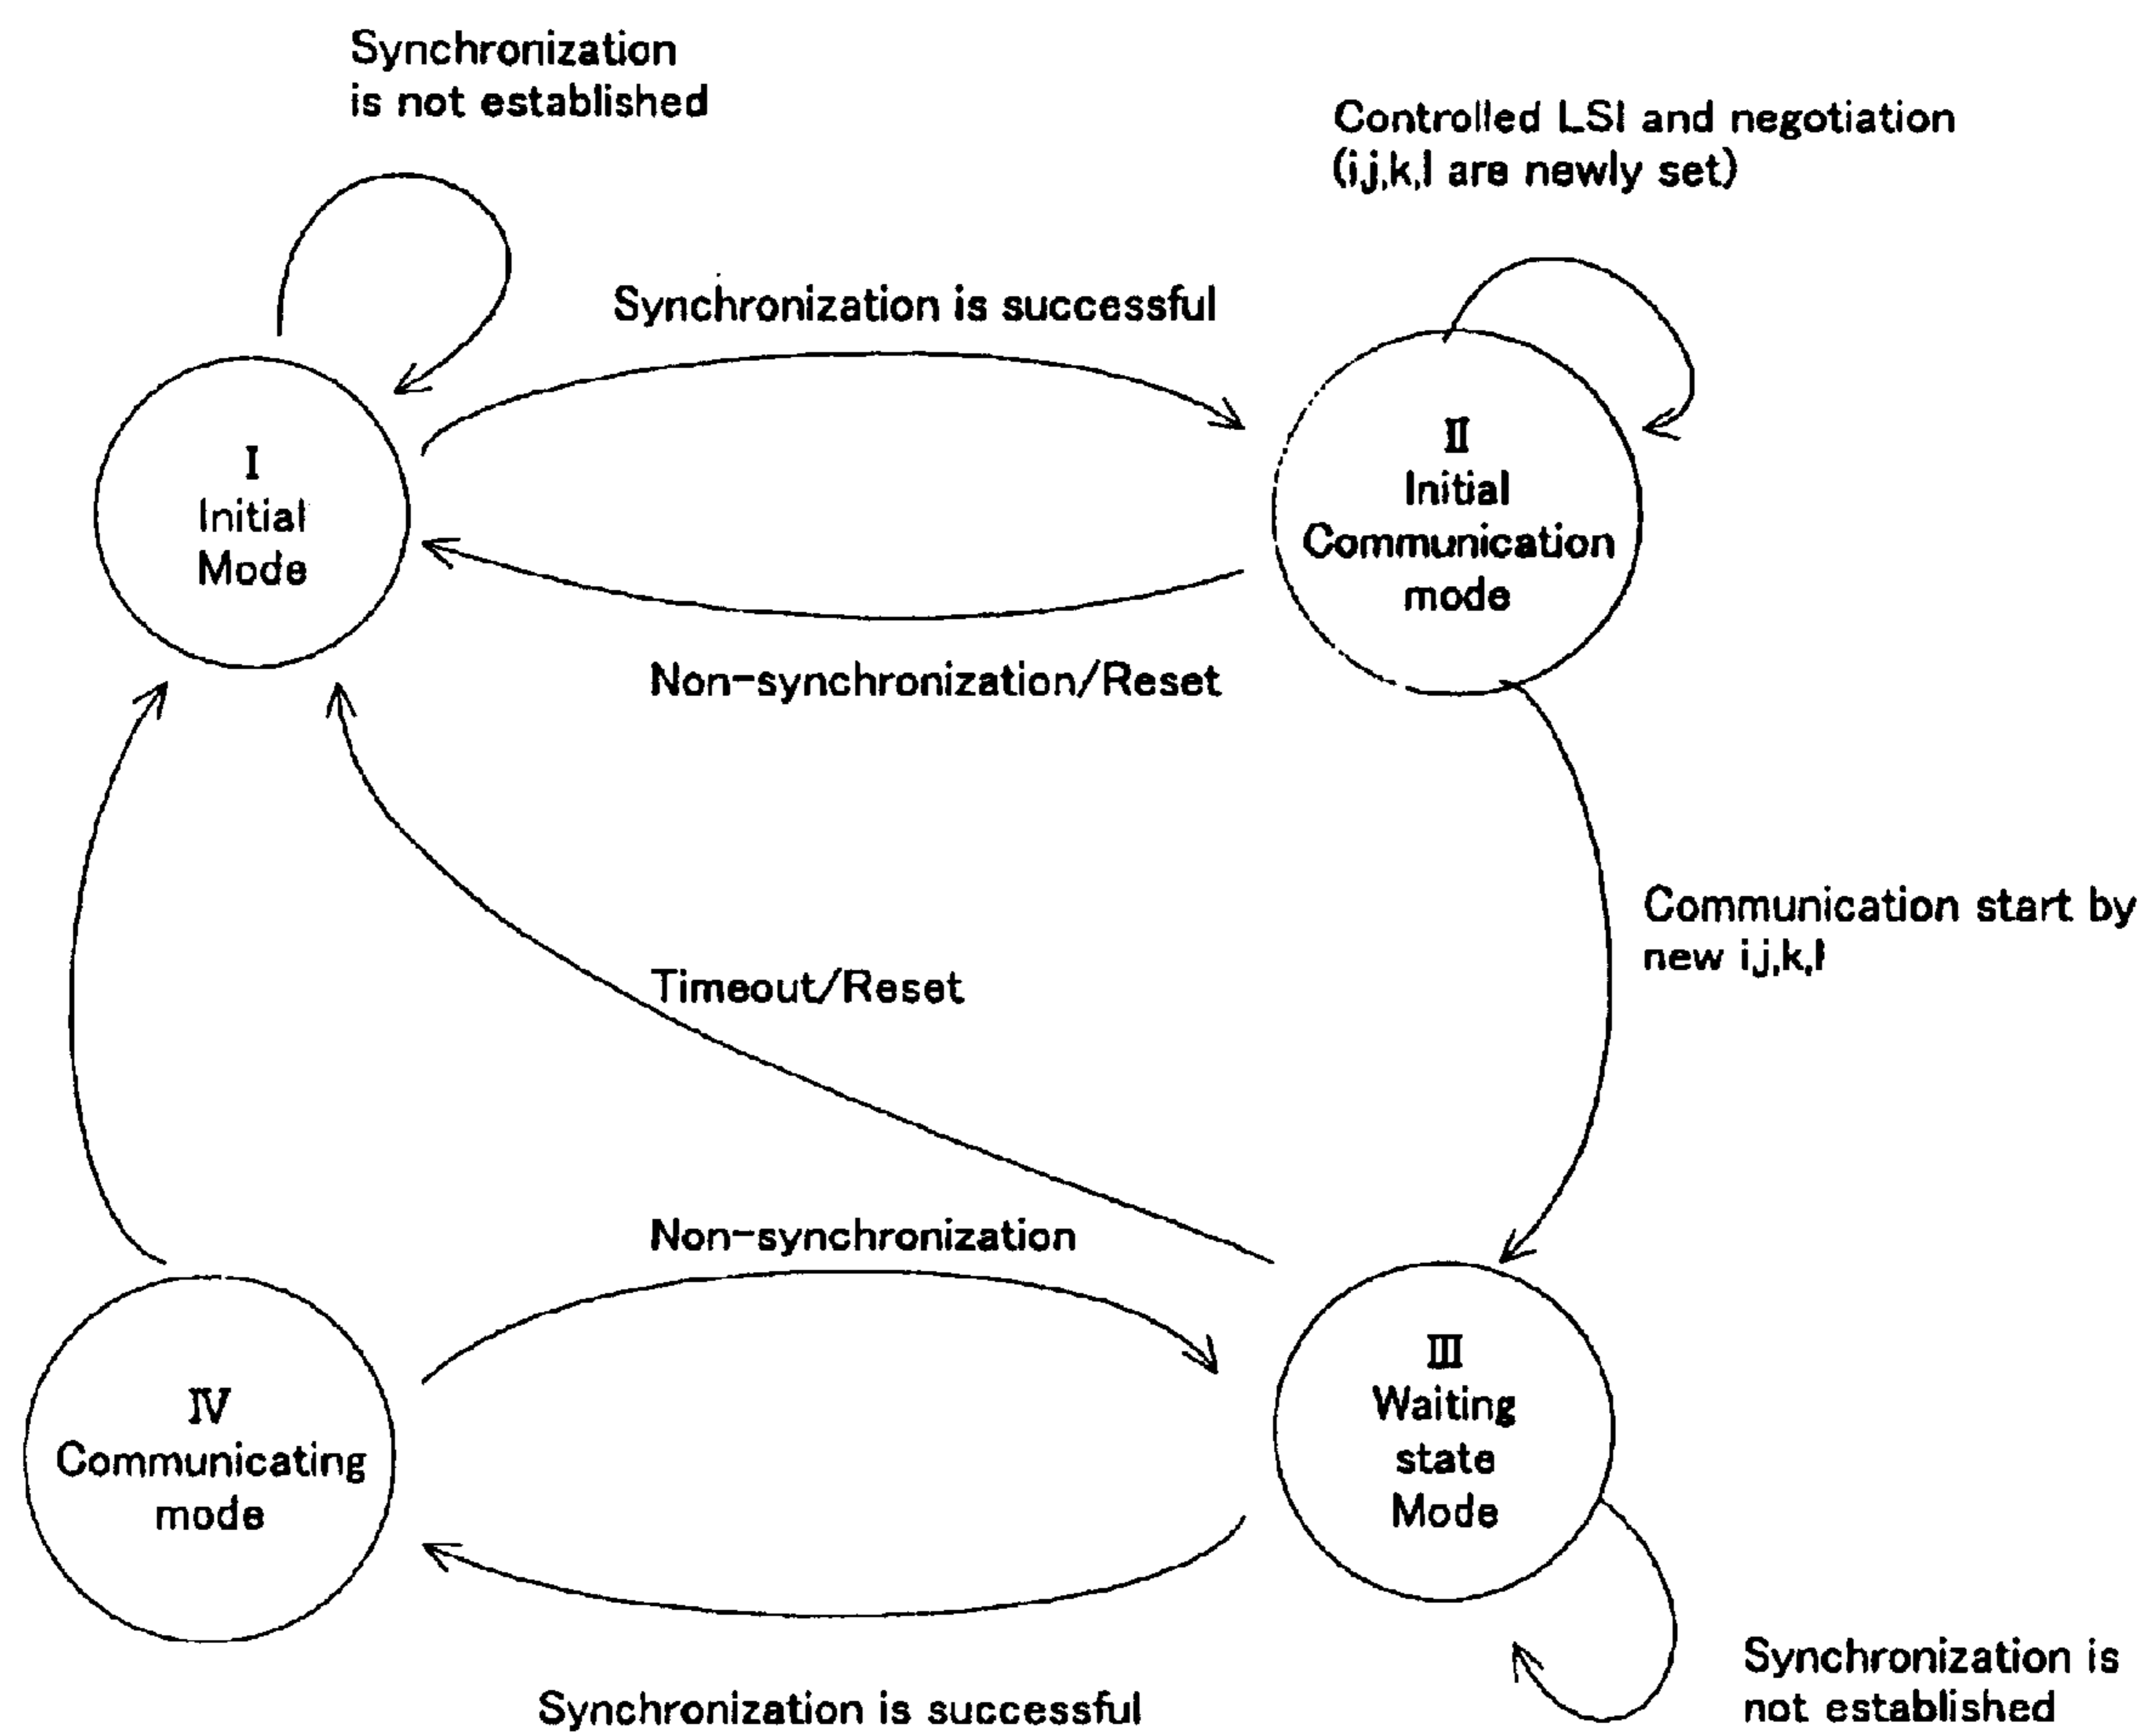 Synchronization
is not established
Controlled LSI and negotiation
(i,j,k,l are newly set)
Synchronization is successful
I
Initial
Mode
II
Initial
Communication
mode
Non-synchronization/Reset
Communication start by
new i,j,k,l
Timeout/Reset
Non-synchronization
IV
Communicating
mode
III
Waiting
state
Mode
Synchronization is
not established
Synchronization is successful